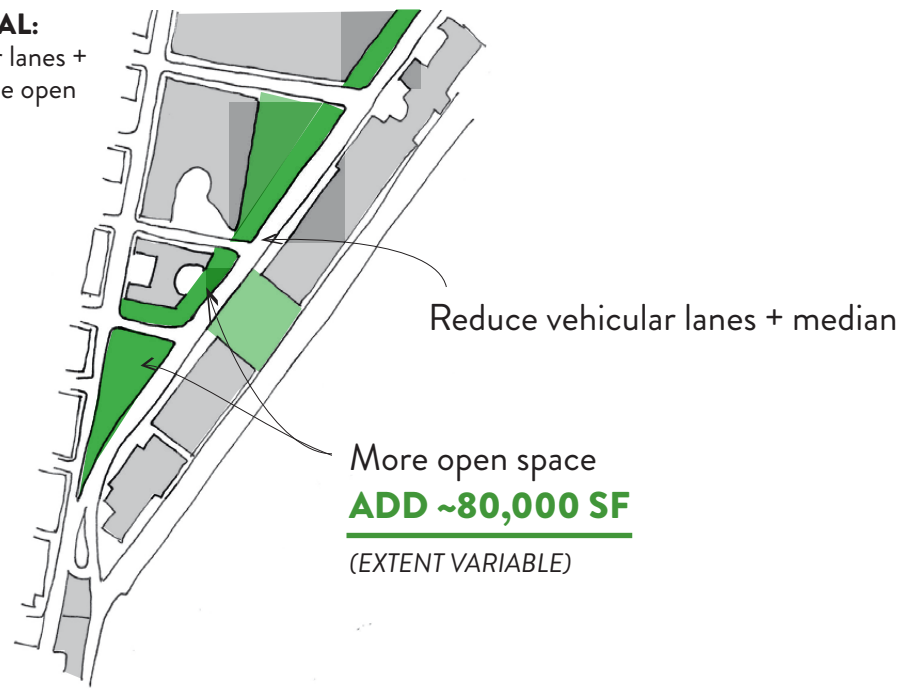 AL:
r lanes +
e open
Reduce vehicular lanes + median
More open space
ADD ~80,000 SF
(EXTENT VARIABLE)